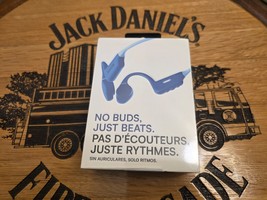 JACK DANIEL'S
NO BUDS.
JUST BEATS.
PAS D'ÉCOUTEURS.
JUSTE RYTHMES.
SIN AURICULARES, SOLO RITMOS.